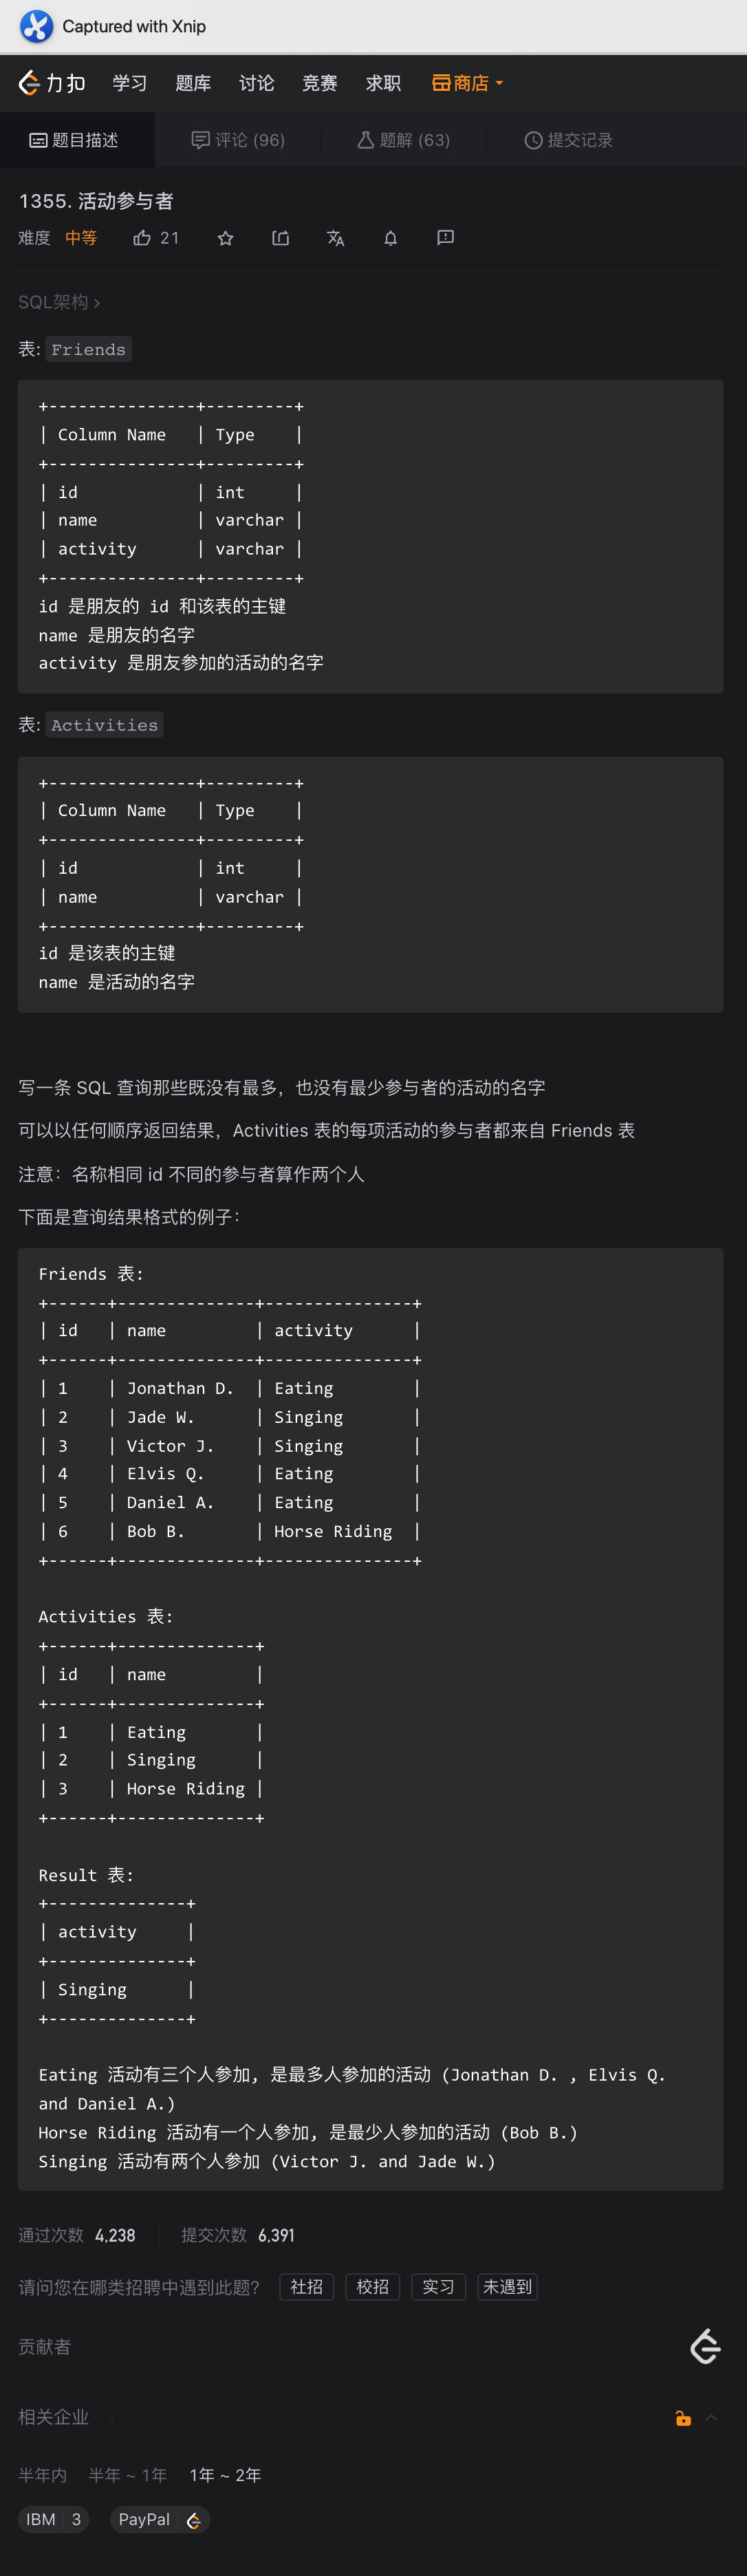 Captured with Xnip
力扣 学习 题库 讨论 竞赛 求职 商店
题目描述 评论 (96) 题解 (63) 提交记录
1355. 活动参与者
难度 中等 21
SQL架构 ›
表: Friends
+---------------+---------+
| Column Name   | Type    |
+---------------+---------+
| id            | int     |
| name          | varchar |
| activity      | varchar |
+---------------+---------+
id 是朋友的 id 和该表的主键
name 是朋友的名字
activity 是朋友参加的活动的名字
表: Activities
+---------------+---------+
| Column Name   | Type    |
+---------------+---------+
| id            | int     |
| name          | varchar |
+---------------+---------+
id 是该表的主键
name 是活动的名字
写一条 SQL 查询那些既没有最多，也没有最少参与者的活动的名字
可以以任何顺序返回结果，Activities 表的每项活动的参与者都来自 Friends 表
注意：名称相同 id 不同的参与者算作两个人
下面是查询结果格式的例子：
Friends 表:
+------+--------------+---------------+
| id   | name         | activity      |
+------+--------------+---------------+
| 1    | Jonathan D.  | Eating        |
| 2    | Jade W.      | Singing       |
| 3    | Victor J.    | Singing       |
| 4    | Elvis Q.     | Eating        |
| 5    | Daniel A.    | Eating        |
| 6    | Bob B.       | Horse Riding  |
+------+--------------+---------------+
Activities 表:
+------+--------------+
| id   | name         |
+------+--------------+
| 1    | Eating       |
| 2    | Singing      |
| 3    | Horse Riding |
+------+--------------+
Result 表:
+--------------+
| activity     |
+--------------+
| Singing      |
+--------------+
Eating 活动有三个人参加, 是最多人参加的活动 (Jonathan D. , Elvis Q.
and Daniel A.)
Horse Riding 活动有一个人参加, 是最少人参加的活动 (Bob B.)
Singing 活动有两个人参加 (Victor J. and Jade W.)
通过次数 4,238 提交次数 6,391
请问您在哪类招聘中遇到此题? 社招 校招 实习 未遇到
贡献者
相关企业
半年内 半年 ~ 1年 1年 ~ 2年
IBM 3 PayPal